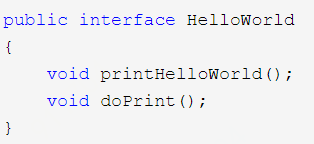 public interface HelloWorld
{
    void printHelloWorld();
    void doPrint();
}